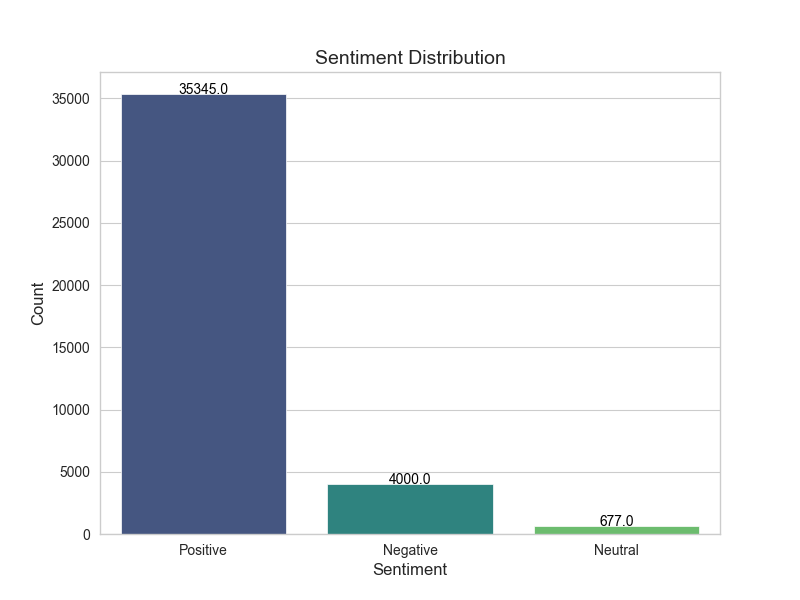 Sentiment Distribution
35345.0
35000
30000
25000
20000
15000
10000
5000
0
4000.0
677.0
Count
Positive
Negative
Neutral
Sentiment